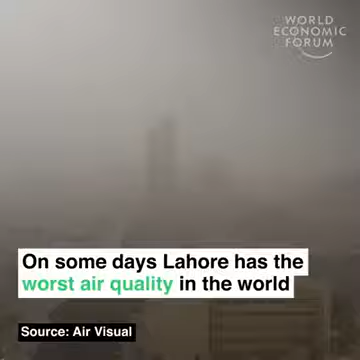 WORLD
ECONOMIC
FORUM
On some days Lahore has the
worst air quality in the world
Source: Air Visual